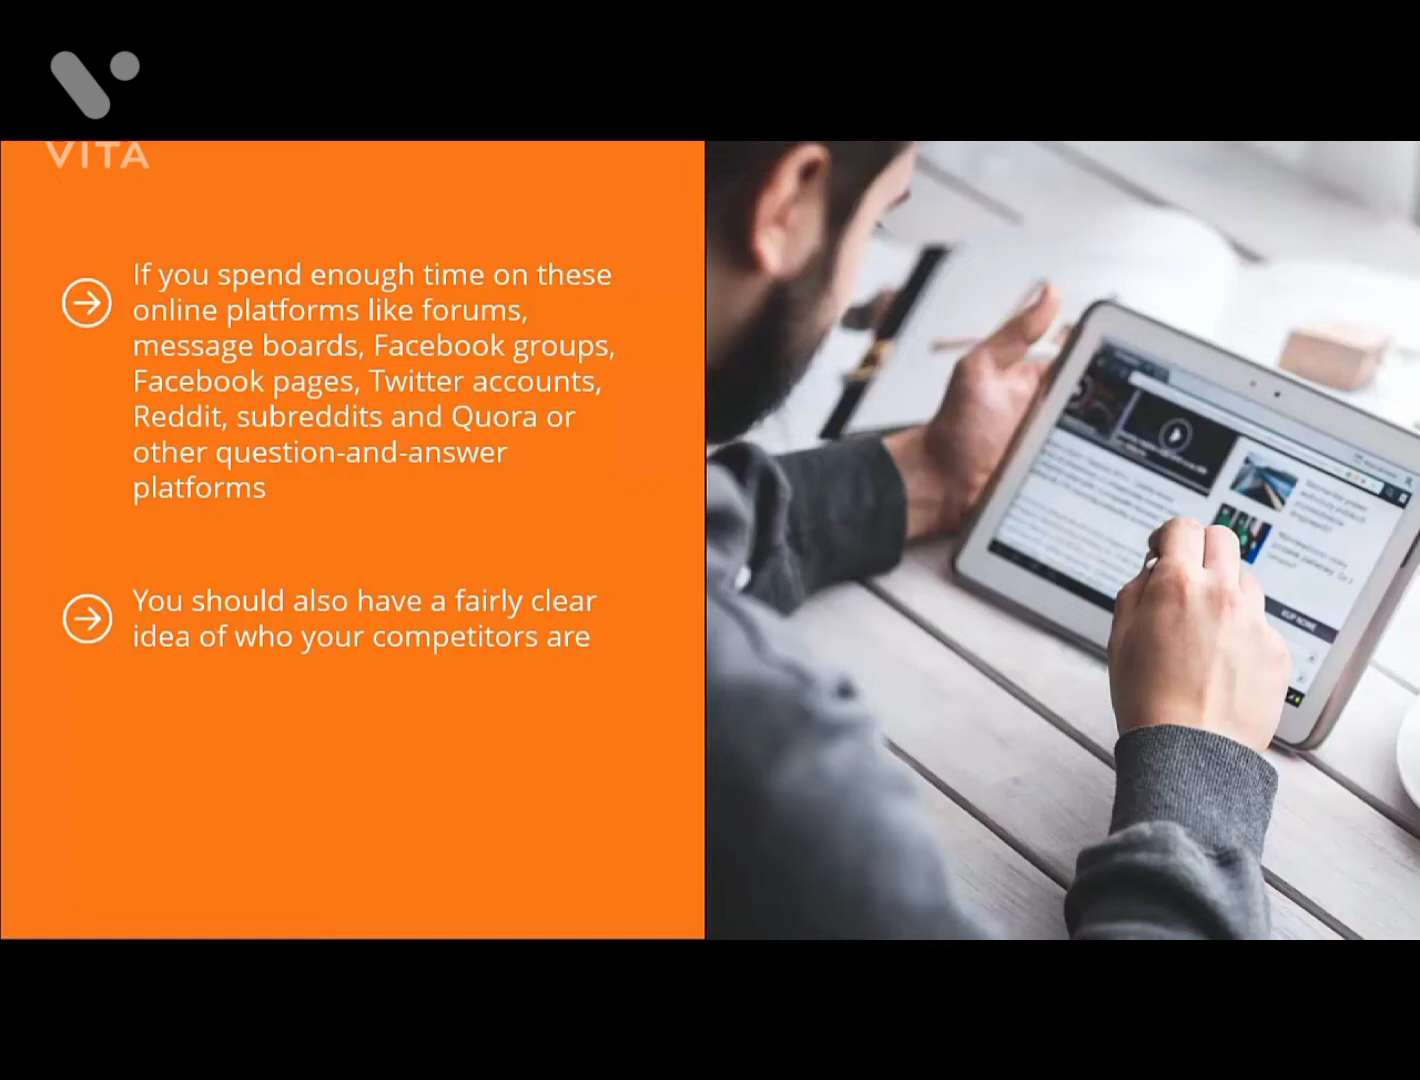 VITA
If you spend enough time on these
online platforms like forums,
message boards, Facebook groups,
Facebook pages, Twitter accounts,
Reddit, subreddits and Quora or
other question-and-answer
platforms
You should also have a fairly clear
idea of who your competitors are